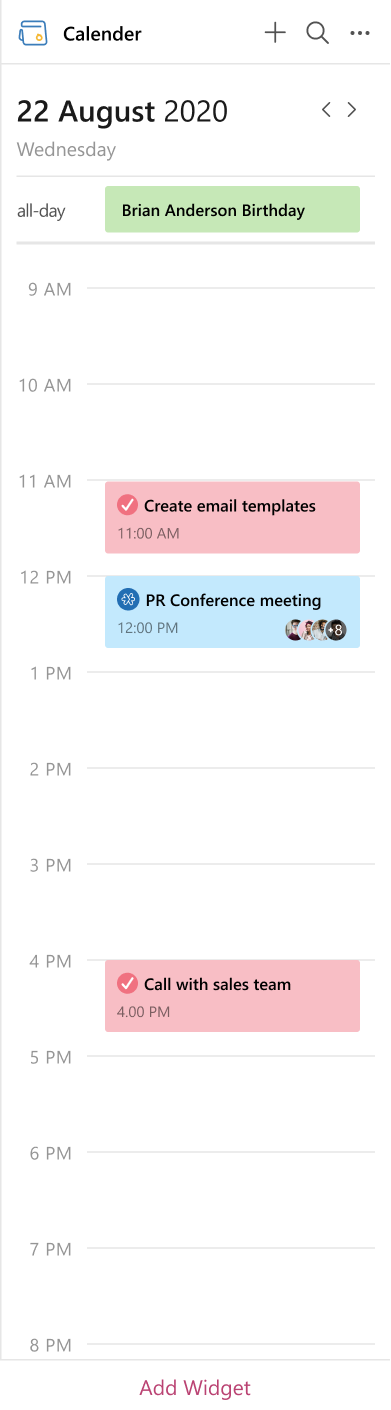 Calender
22 August 2020
Wednesday
all-day Brian Anderson Birthday
9 AM
10 AM
11 AM
Create email templates
11:00 AM
12 PM
PR Conference meeting
12:00 PM +8
1 PM
2 PM
3 PM
4 PM
Call with sales team
4.00 PM
5 PM
6 PM
7 PM
8 PM
Add Widget